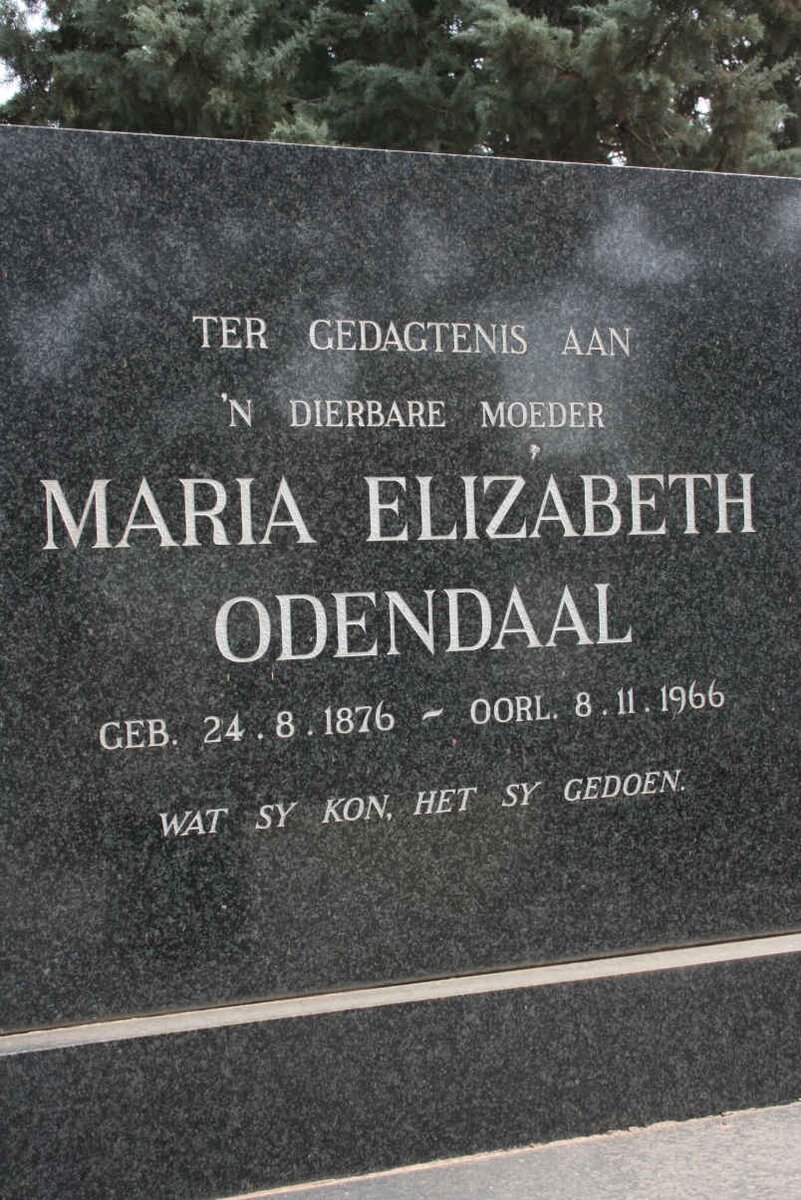 TER GEDAGTENIS AAN
'N DIERBARE MOEDER
MARIA ELIZABETH
ODENDAAL
GEB. 24.8.1876 ~ OORL. 8.11.1966
WAT SY KON, HET SY GEDOEN.